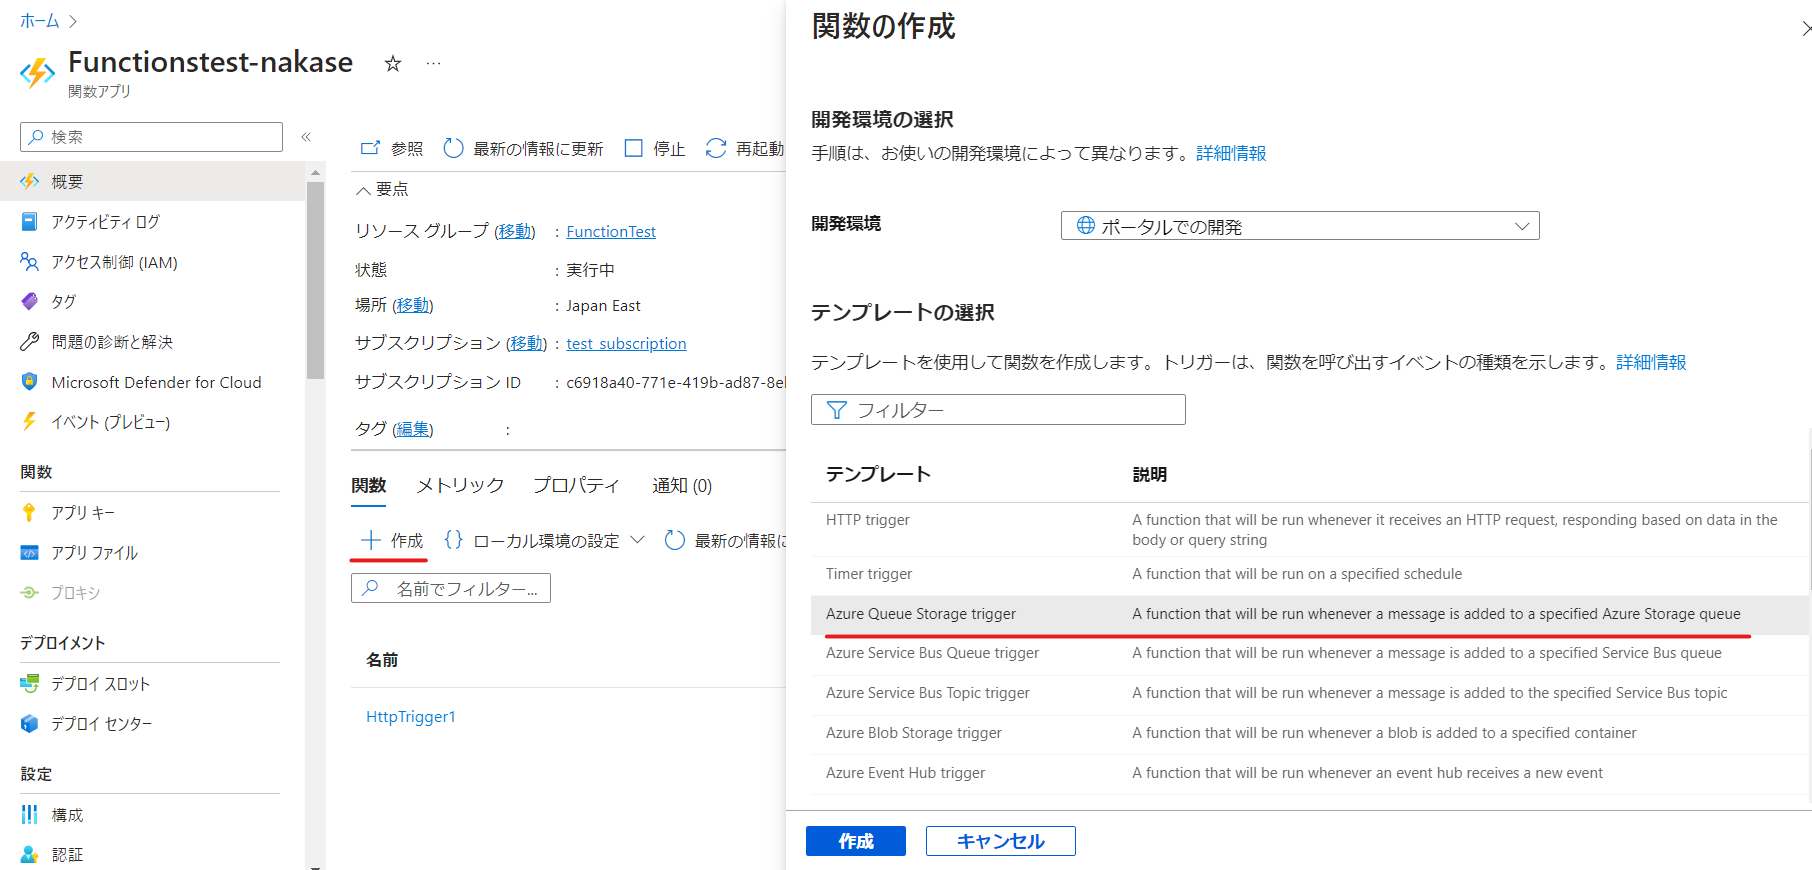 ホーム
Functionstest-nakase
関数アプリ
検索
概要
アクティビティ ログ
アクセス制御 (IAM)
タグ
問題の診断と解決
Microsoft Defender for Cloud
イベント (プレビュー)
関数
アプリ キー
アプリ ファイル
プロキシ
デプロイメント
デプロイ スロット
デプロイ センター
設定
構成
認証
参照 最新の情報に更新 停止 再起動
要点
リソース グループ (移動) : FunctionTest
状態 : 実行中
場所 (移動) : Japan East
サブスクリプション (移動) : test_subscription
サブスクリプション ID : c6918a40-771e-419b-ad87-8e
タグ (編集) :
関数 メトリック プロパティ 通知 (0)
作成 ローカル環境の設定 最新の情報に
名前でフィルター...
名前
HttpTrigger1
関数の作成
開発環境の選択
手順は、お使いの開発環境によって異なります。詳細情報
開発環境 ポータルでの開発
テンプレートの選択
テンプレートを使用して関数を作成します。トリガーは、関数を呼び出すイベントの種類を示します。詳細情報
フィルター
テンプレート 説明
HTTP trigger A function that will be run whenever it receives an HTTP request, responding based on data in the
body or query string
Timer trigger A function that will be run on a specified schedule
Azure Queue Storage trigger A function that will be run whenever a message is added to a specified Azure Storage queue
Azure Service Bus Queue trigger A function that will be run whenever a message is added to a specified Service Bus queue
Azure Service Bus Topic trigger A function that will be run whenever a message is added to the specified Service Bus topic
Azure Blob Storage trigger A function that will be run whenever a blob is added to a specified container
Azure Event Hub trigger A function that will be run whenever an event hub receives a new event
作成 キャンセル